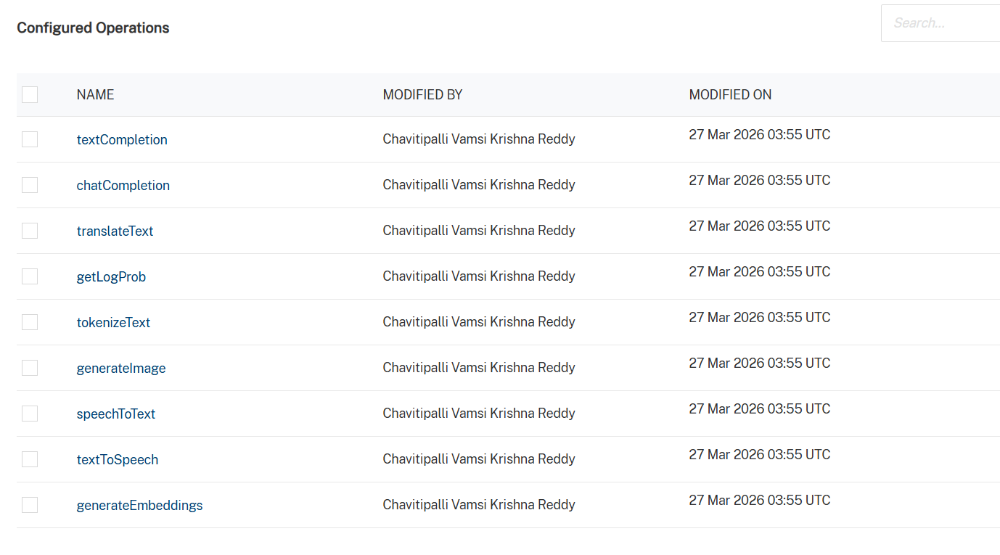 Configured Operations
Search...
NAME MODIFIED BY MODIFIED ON
textCompletion Chavitipalli Vamsi Krishna Reddy 27 Mar 2026 03:55 UTC
chatCompletion Chavitipalli Vamsi Krishna Reddy 27 Mar 2026 03:55 UTC
translateText Chavitipalli Vamsi Krishna Reddy 27 Mar 2026 03:55 UTC
getLogProb Chavitipalli Vamsi Krishna Reddy 27 Mar 2026 03:55 UTC
tokenizeText Chavitipalli Vamsi Krishna Reddy 27 Mar 2026 03:55 UTC
generateImage Chavitipalli Vamsi Krishna Reddy 27 Mar 2026 03:55 UTC
speechToText Chavitipalli Vamsi Krishna Reddy 27 Mar 2026 03:55 UTC
textToSpeech Chavitipalli Vamsi Krishna Reddy 27 Mar 2026 03:55 UTC
generateEmbeddings Chavitipalli Vamsi Krishna Reddy 27 Mar 2026 03:55 UTC